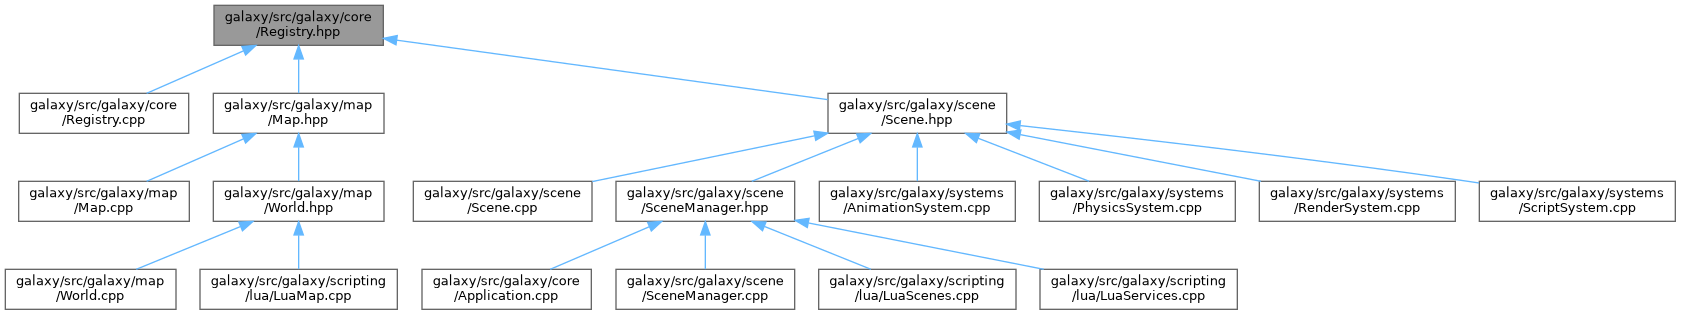 galaxy/src/galaxy/core
/Registry.hpp
galaxy/src/galaxy/core
/Registry.cpp
galaxy/src/galaxy/map
/Map.hpp
galaxy/src/galaxy/scene
/Scene.hpp
galaxy/src/galaxy/map
/Map.cpp
galaxy/src/galaxy/map
/World.hpp
galaxy/src/galaxy/scene
/Scene.cpp
galaxy/src/galaxy/scene
/SceneManager.hpp
galaxy/src/galaxy/systems
/AnimationSystem.cpp
galaxy/src/galaxy/systems
/PhysicsSystem.cpp
galaxy/src/galaxy/systems
/RenderSystem.cpp
galaxy/src/galaxy/systems
/ScriptSystem.cpp
galaxy/src/galaxy/map
/World.cpp
galaxy/src/galaxy/scripting
/lua/LuaMap.cpp
galaxy/src/galaxy/core
/Application.cpp
galaxy/src/galaxy/scene
/SceneManager.cpp
galaxy/src/galaxy/scripting
/lua/LuaScenes.cpp
galaxy/src/galaxy/scripting
/lua/LuaServices.cpp